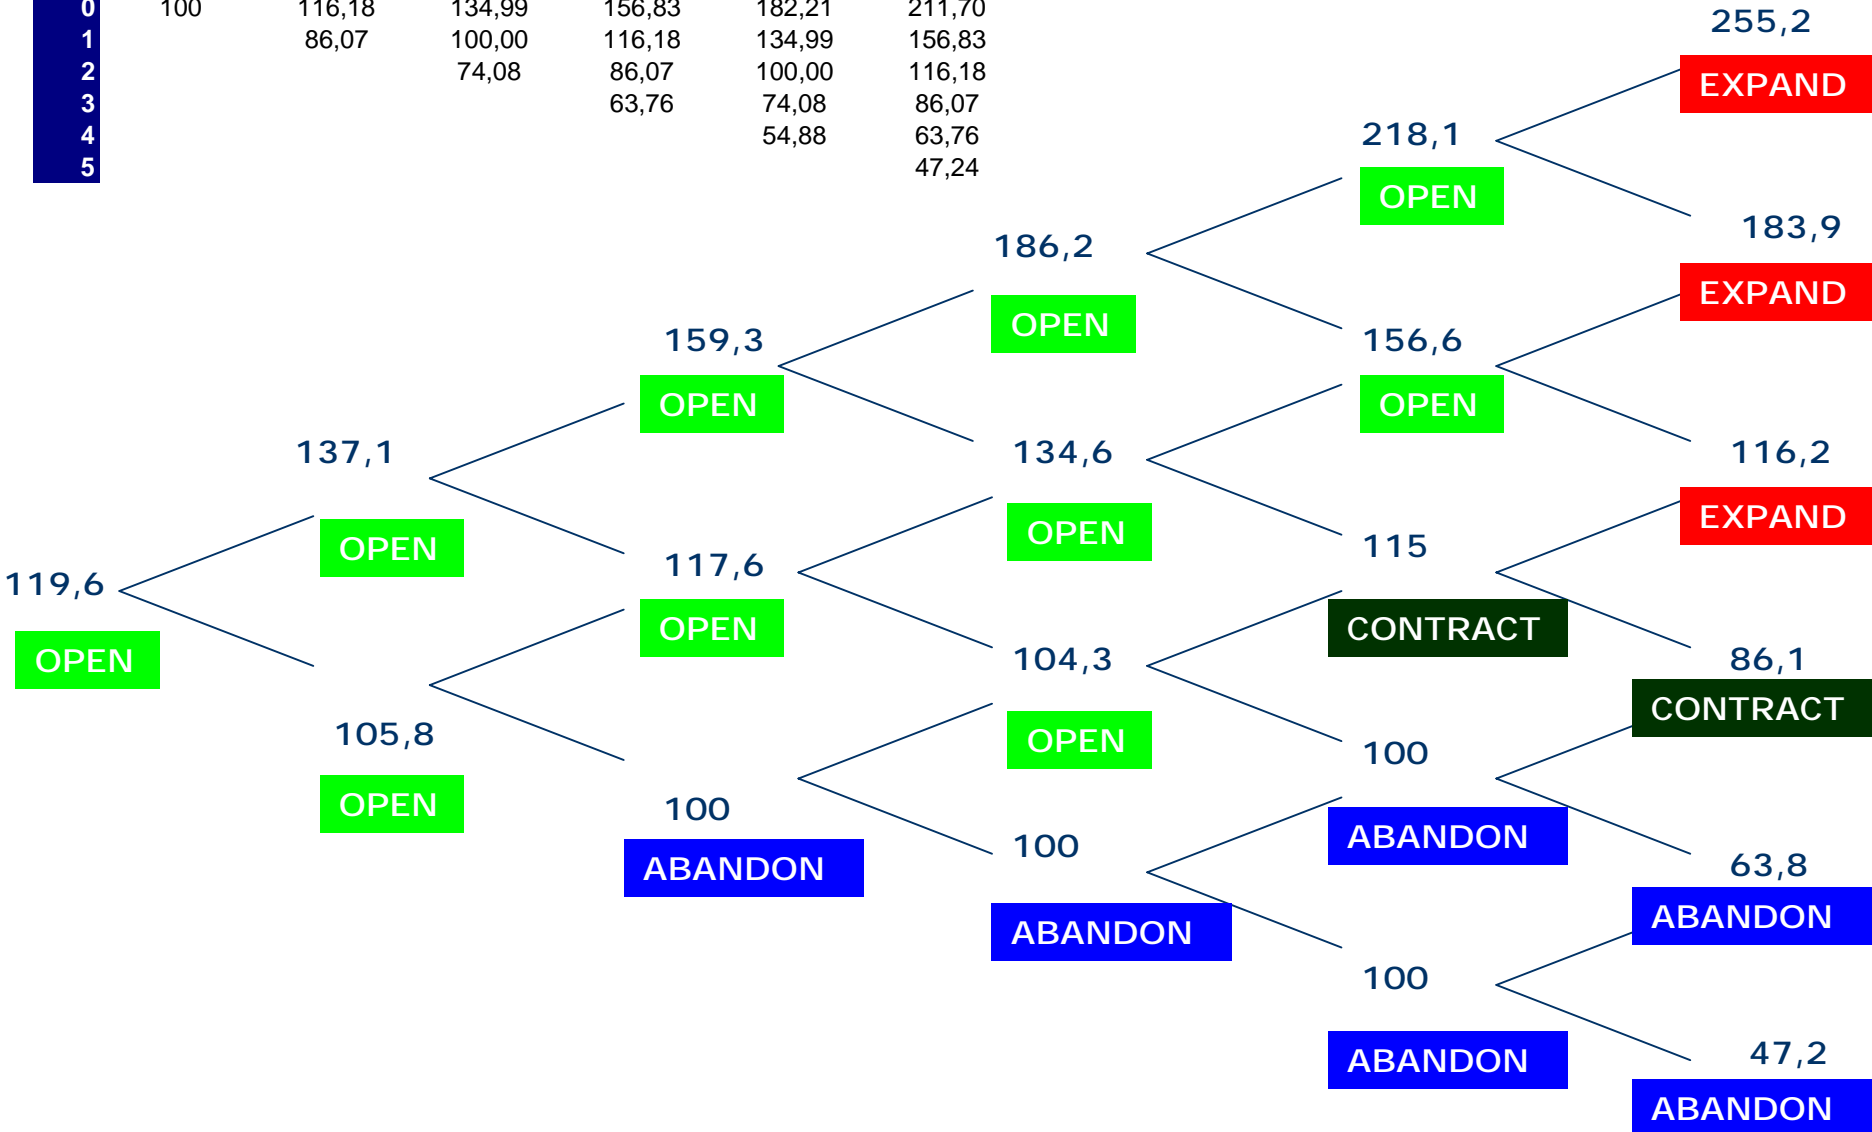 0 100 116,18 134,99 156,83 182,21 211,70
1 86,07 100,00 116,18 134,99 156,83
2 74,08 86,07 100,00 116,18
3 63,76 74,08 86,07
4 54,88 63,76
5 47,24
255,2
EXPAND
218,1
OPEN
183,9
EXPAND
186,2
OPEN
159,3
OPEN
156,6
OPEN
137,1
OPEN
134,6
OPEN
116,2
EXPAND
119,6
OPEN
117,6
OPEN
115
CONTRACT
104,3
OPEN
86,1
CONTRACT
105,8
OPEN
100
ABANDON
100
ABANDON
100
ABANDON
63,8
ABANDON
100
ABANDON
47,2
ABANDON